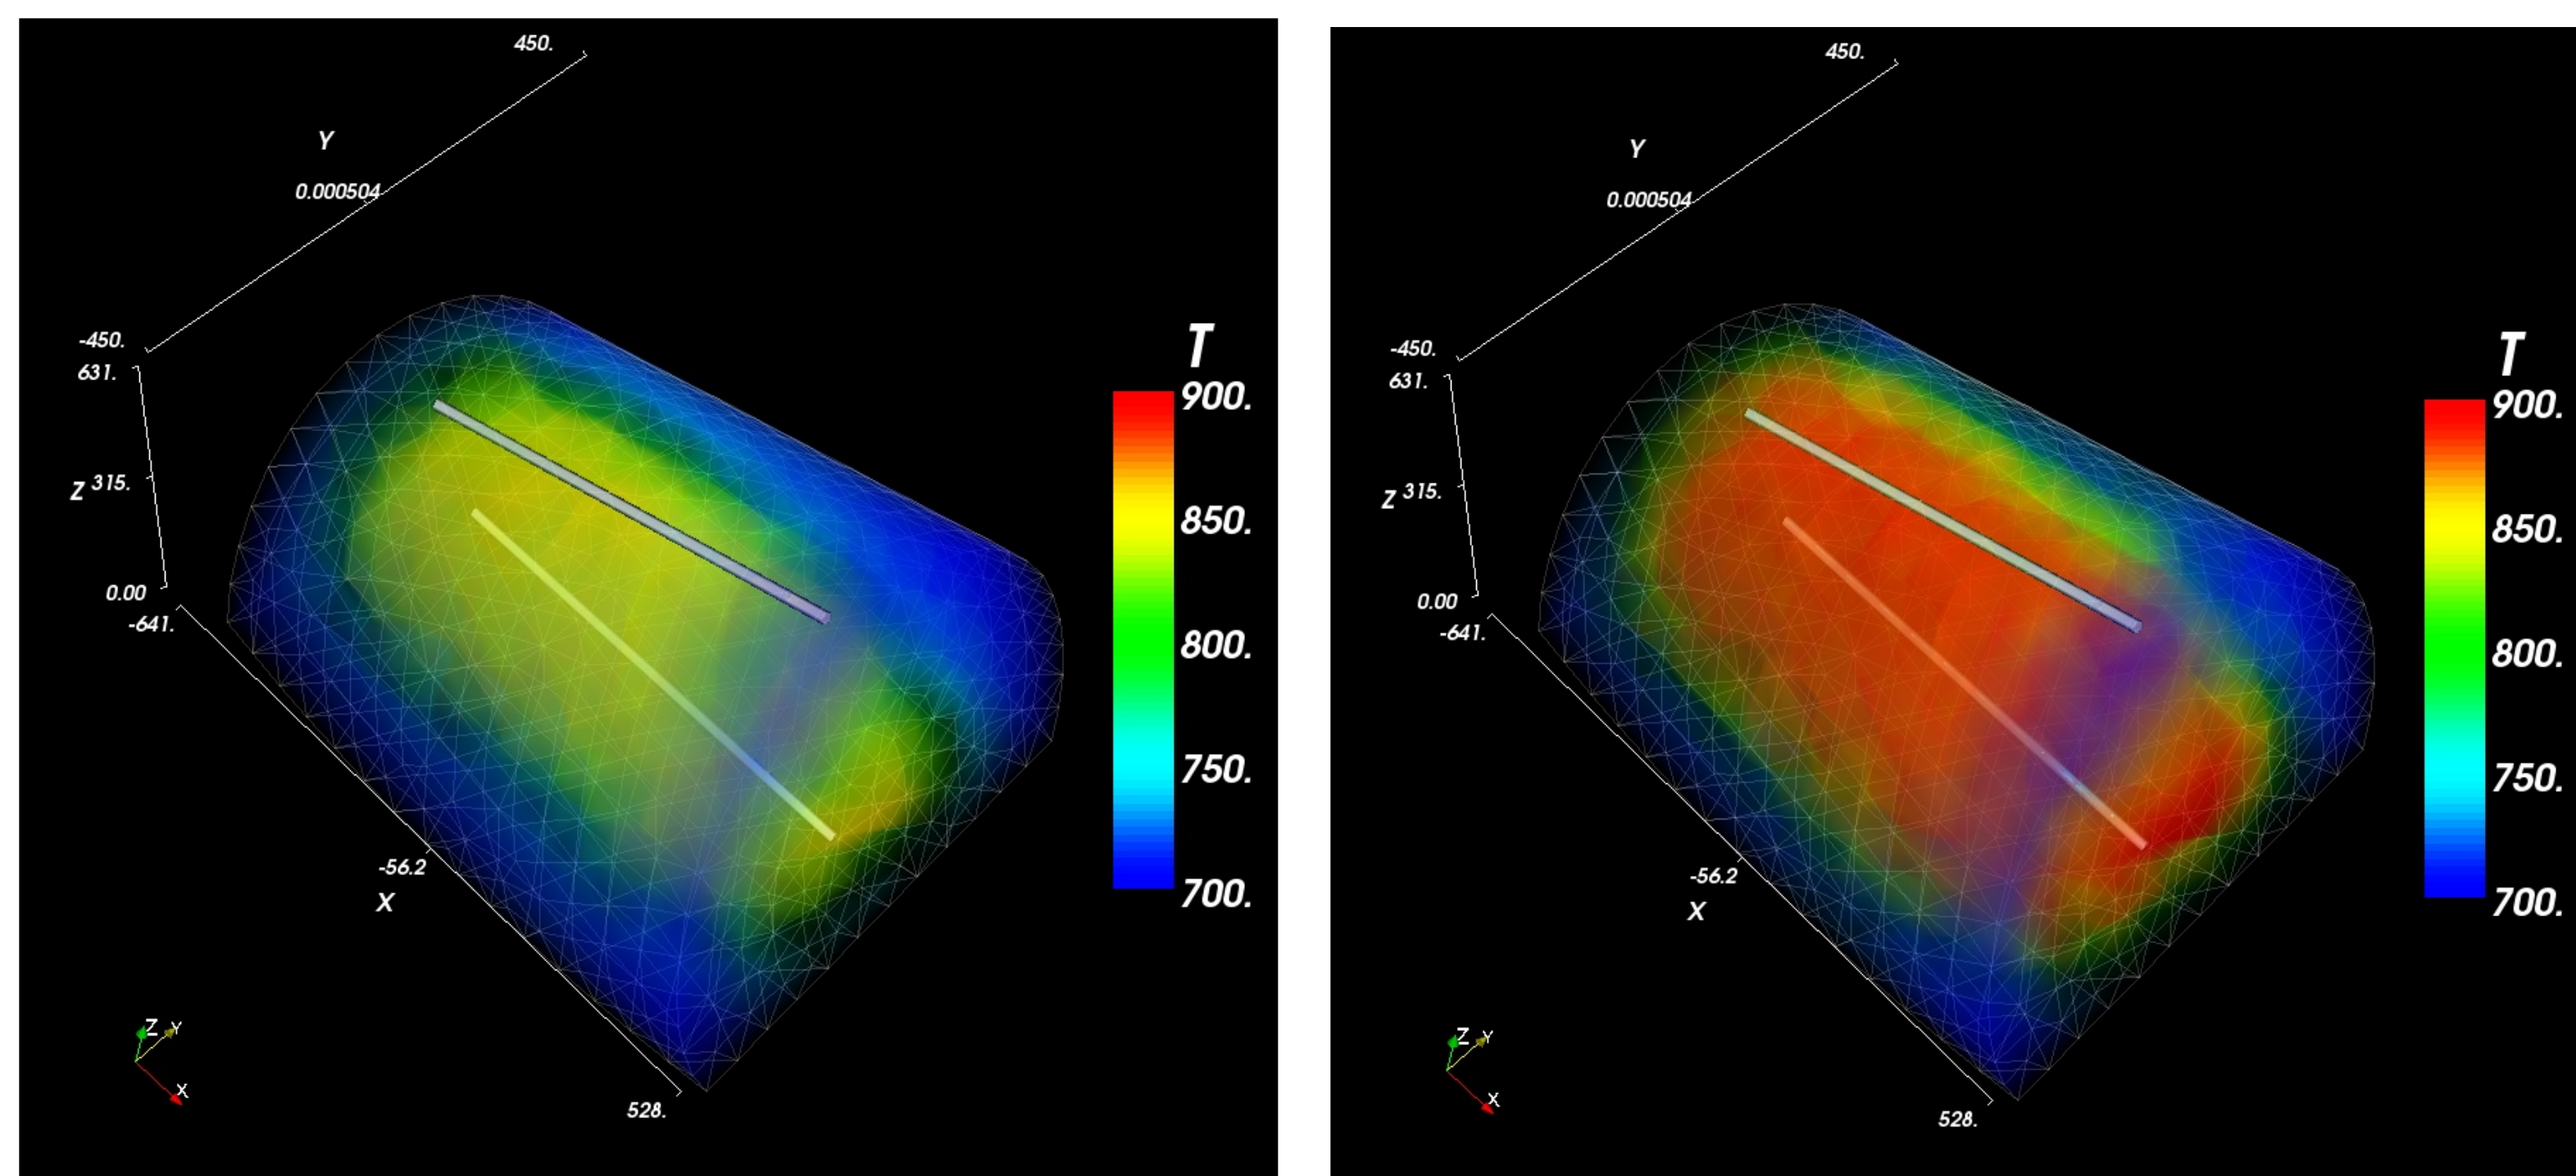 450.
Y
0.000504
-450.
631.
Z 315.
0.00
-641.
-56.2
X
528.
T
900.
850.
800.
750.
700.
Z Y
X
450.
Y
0.000504
-450.
631.
Z 315.
0.00
-641.
-56.2
X
528.
T
900.
850.
800.
750.
700.
Z Y
X